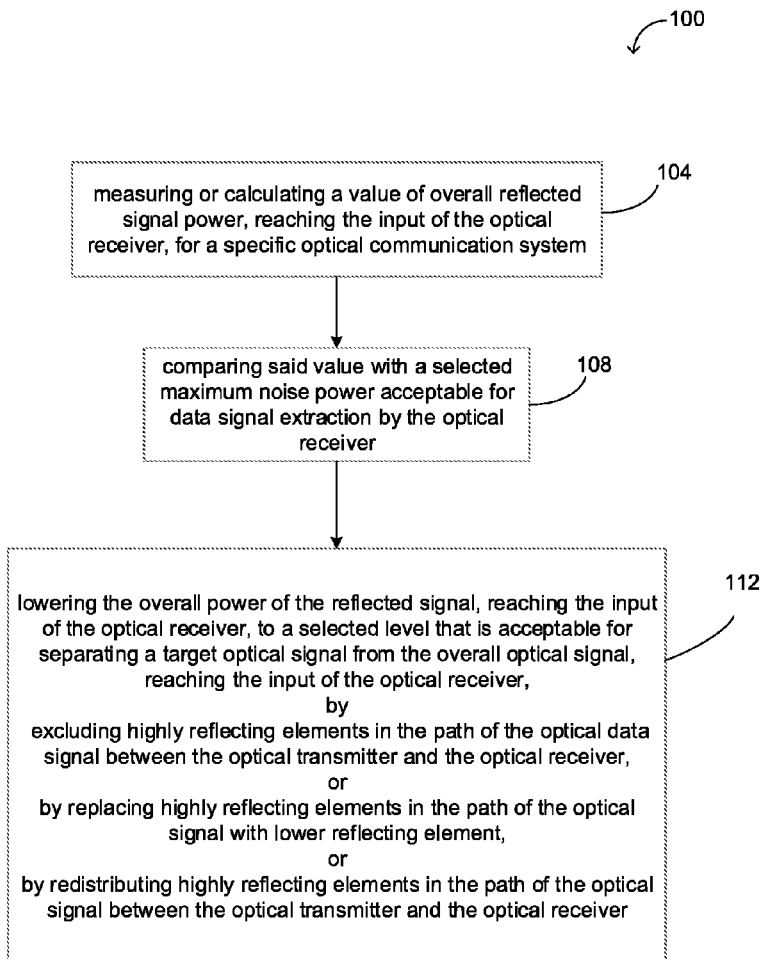 100
measuring or calculating a value of overall reflected
signal power, reaching the input of the optical
receiver, for a specific optical communication system
104
comparing said value with a selected
maximum noise power acceptable for
data signal extraction by the optical
receiver
108
lowering the overall power of the reflected signal, reaching the input
of the optical receiver, to a selected level that is acceptable for
separating a target optical signal from the overall optical signal,
reaching the input of the optical receiver,
by
excluding highly reflecting elements in the path of the optical data
signal between the optical transmitter and the optical receiver,
or
by replacing highly reflecting elements in the path of the optical
signal with lower reflecting element,
or
by redistributing highly reflecting elements in the path of the optical
signal between the optical transmitter and the optical receiver
112